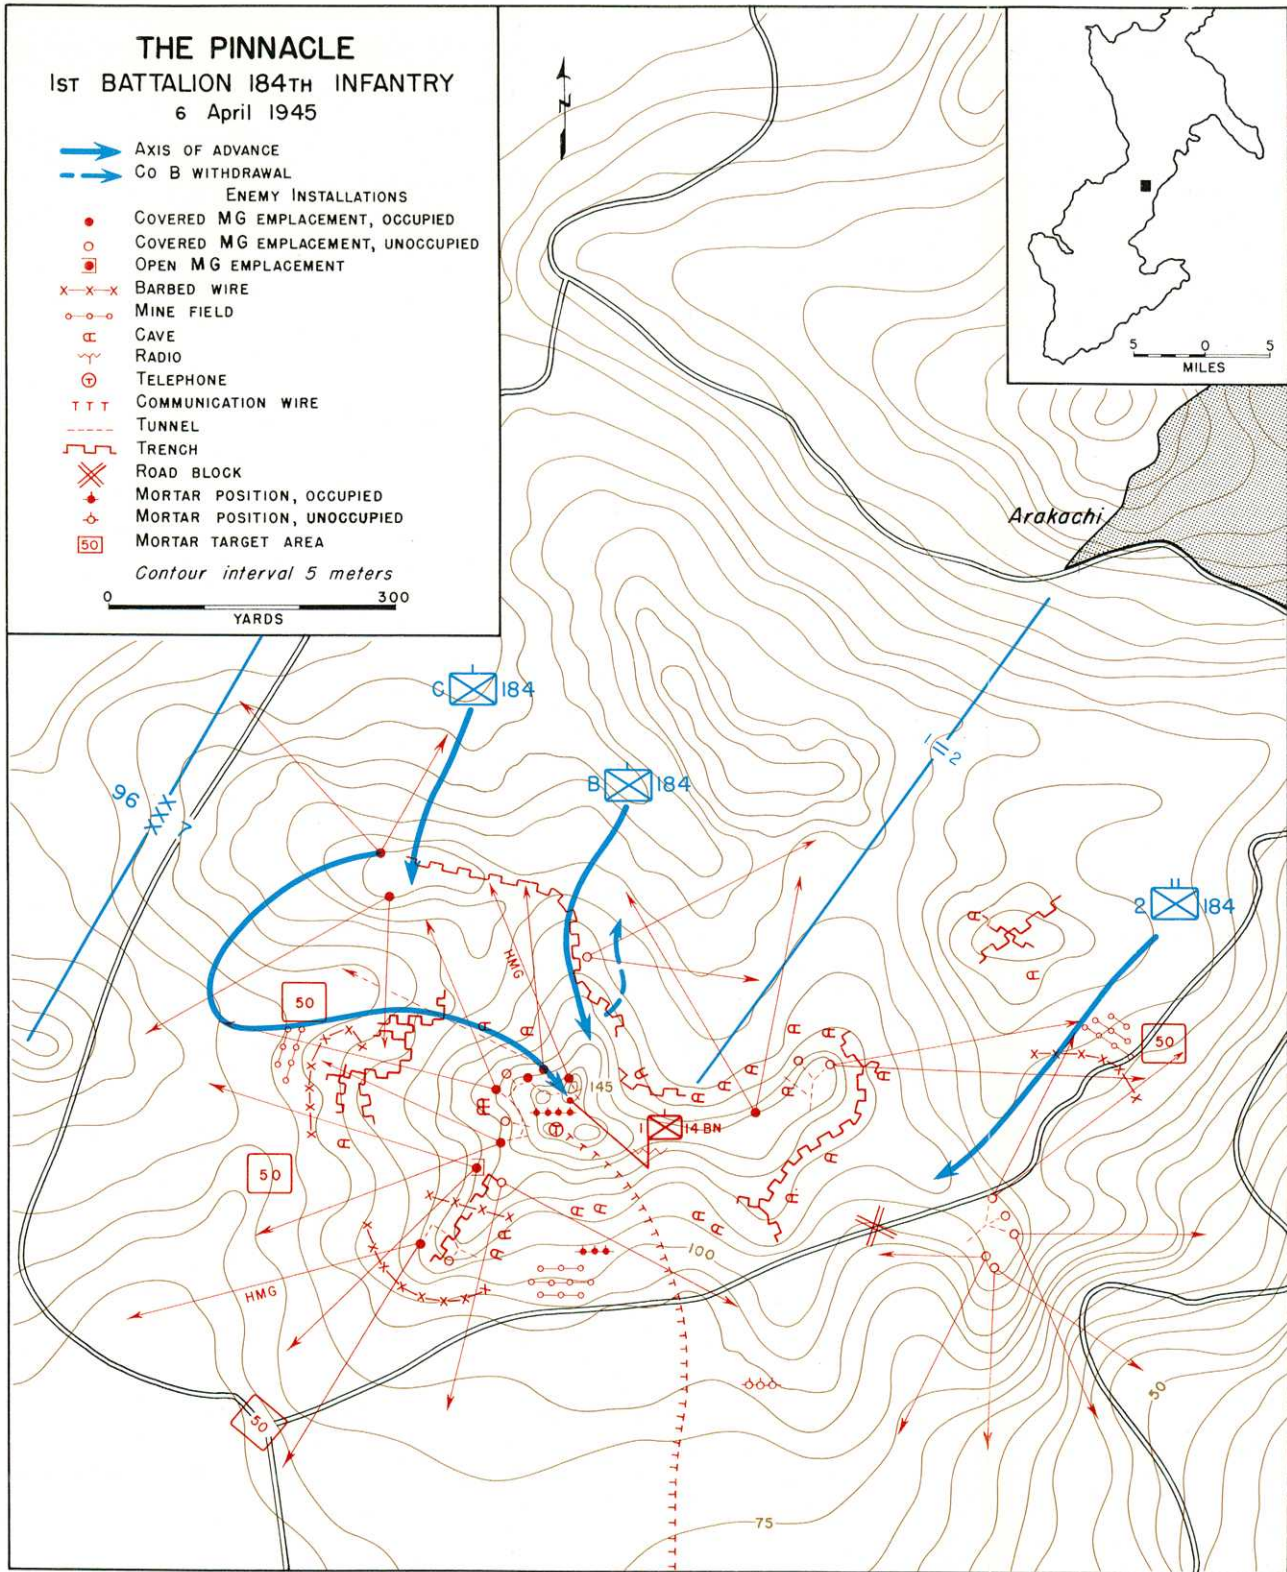 THE PINNACLE
1ST BATTALION 184TH INFANTRY
6 April 1945
AXIS OF ADVANCE
CO B WITHDRAWAL
ENEMY INSTALLATIONS
COVERED MG EMPLACEMENT, OCCUPIED
COVERED MG EMPLACEMENT, UNOCCUPIED
OPEN MG EMPLACEMENT
BARBED WIRE
MINE FIELD
CAVE
RADIO
TELEPHONE
COMMUNICATION WIRE
TUNNEL
TRENCH
ROAD BLOCK
MORTAR POSITION, OCCUPIED
MORTAR POSITION, UNOCCUPIED
50 MORTAR TARGET AREA
Contour interval 5 meters
0 300
YARDS
N
5 0 5
MILES
Arakachi
C 184
B 184
1 = 2
96 XXX 7
2 184
HMG
50
50
145
1 14 BN
50
100
HMG
50
50
75